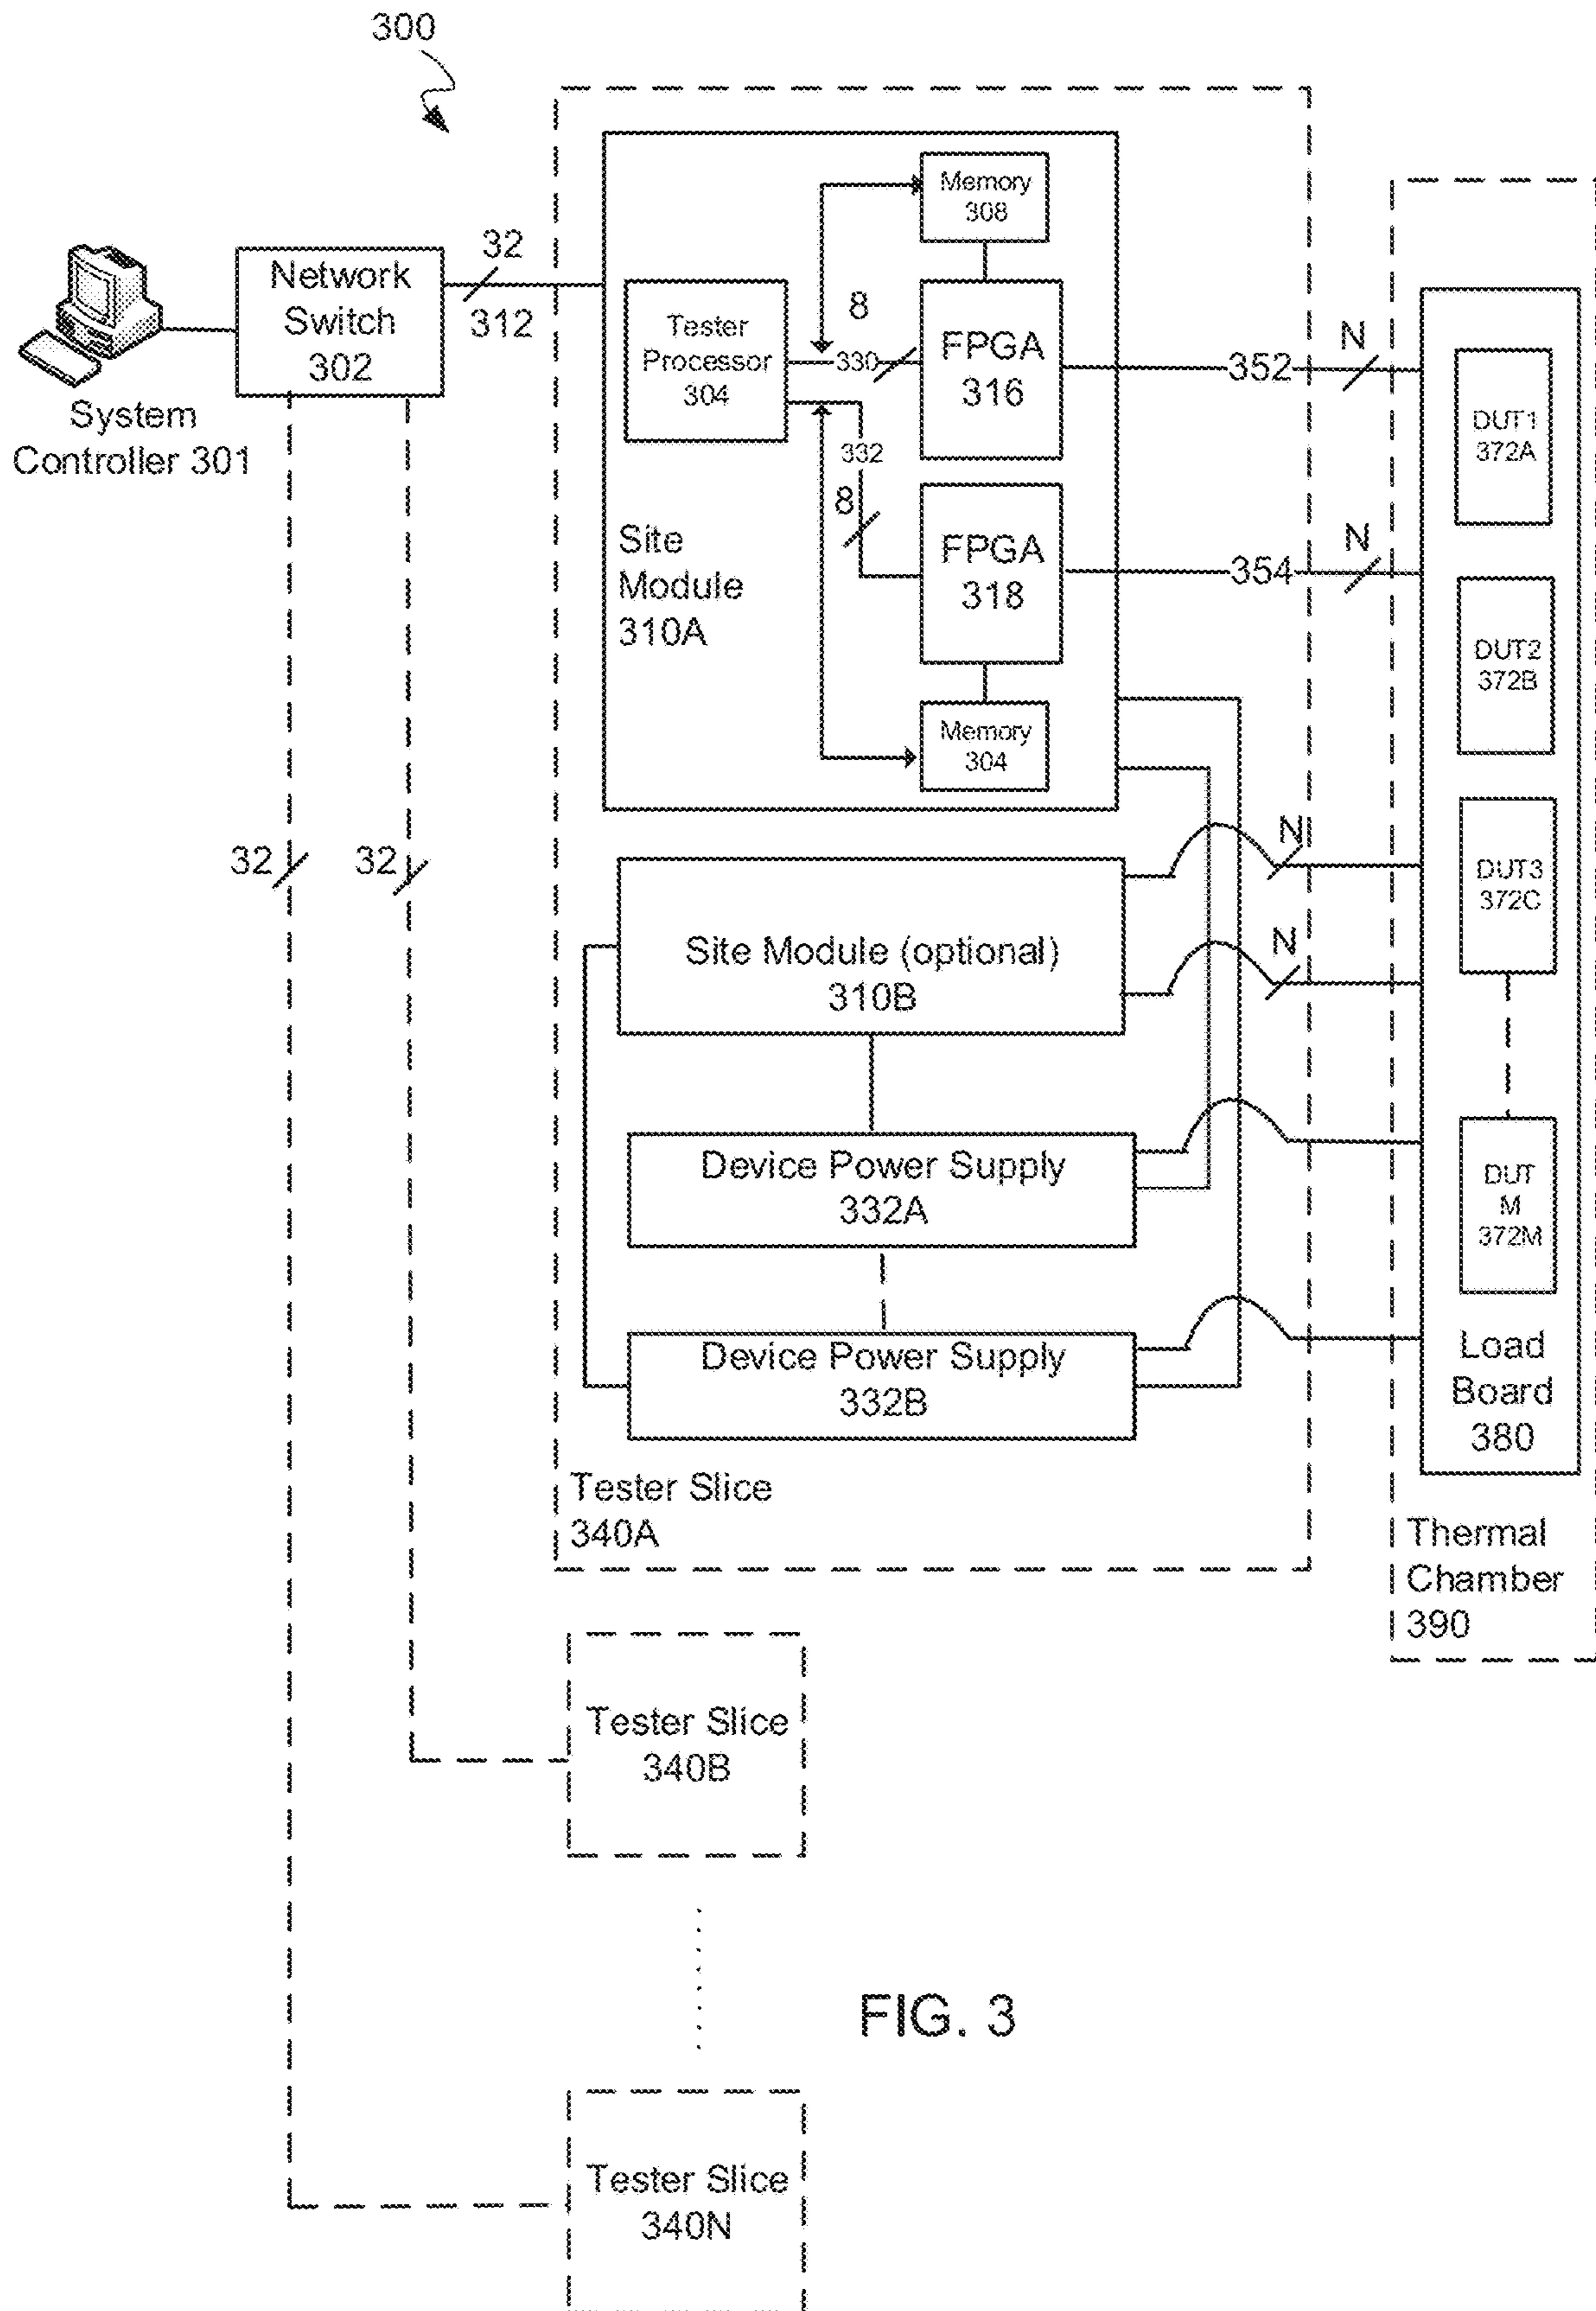 300
System
Controller 301
Network
Switch
302
32
312
32
32
Tester
Processor
304
Memory
308
8
330
FPGA
316
332
8
FPGA
318
Memory
304
Site
Module
310A
352
N
354
N
N
N
Site Module (optional)
310B
Device Power Supply
332A
Device Power Supply
332B
Tester Slice
340A
DUT1
372A
DUT2
372B
DUT3
372C
DUT
M
372M
Load
Board
380
Thermal
Chamber
390
Tester Slice
340B
FIG. 3
Tester Slice
340N